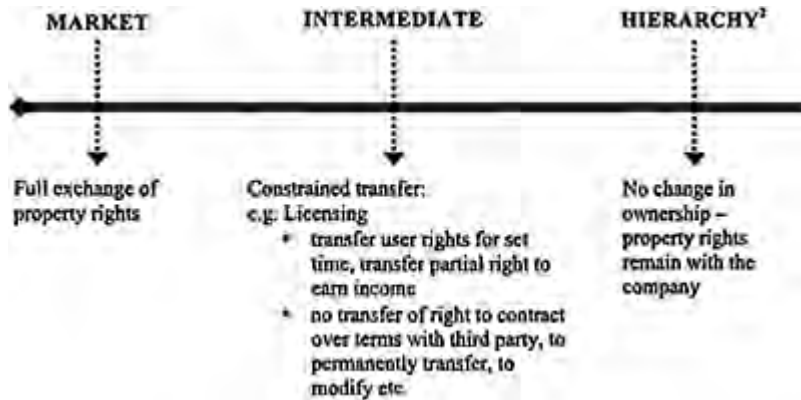 MARKET
INTERMEDIATE
HIERARCHY²
Full exchange of
property rights
Constrained transfer:
e.g. Licensing
* transfer user rights for set
time, transfer partial right to
earn income
* no transfer of right to contract
over terms with third party, to
permanently transfer, to
modify etc.
No change in
ownership –
property rights
remain with the
company